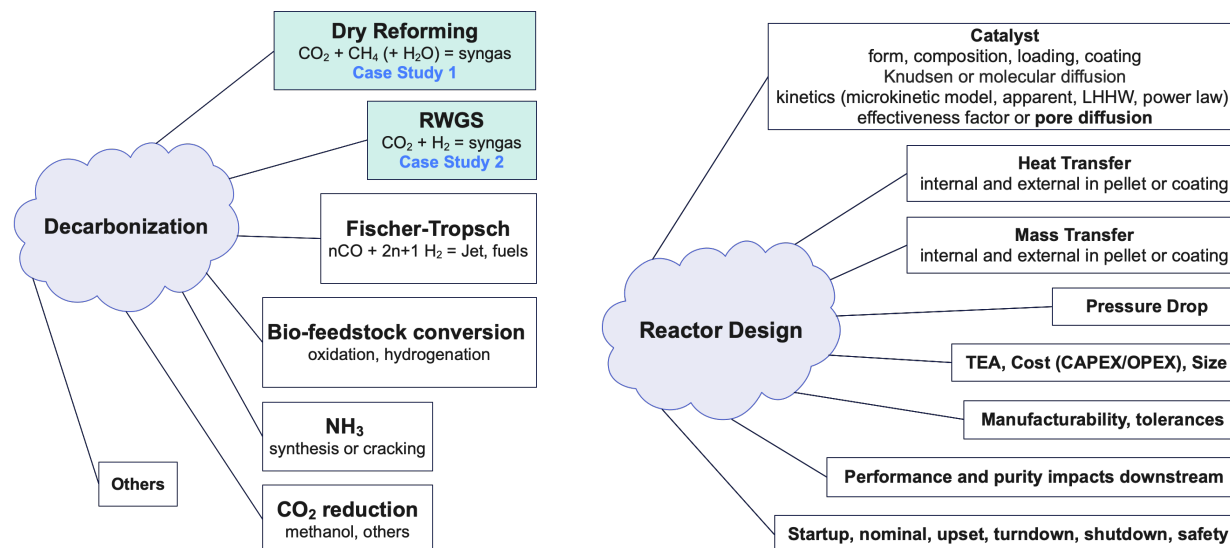 Dry Reforming
CO₂ + CH₄ (+ H₂O) = syngas
Case Study 1
RWGS
CO₂ + H₂ = syngas
Case Study 2
Decarbonization
Fischer-Tropsch
nCO + 2n+1 H₂ = Jet, fuels
Bio-feedstock conversion
oxidation, hydrogenation
NH₃
synthesis or cracking
Others
CO₂ reduction
methanol, others
Catalyst
form, composition, loading, coating
Knudsen or molecular diffusion
kinetics (microkinetic model, apparent, LHHW, power law)
effectiveness factor or pore diffusion
Heat Transfer
internal and external in pellet or coating
Mass Transfer
internal and external in pellet or coating
Reactor Design
Pressure Drop
TEA, Cost (CAPEX/OPEX), Size
Manufacturability, tolerances
Performance and purity impacts downstream
Startup, nominal, upset, turndown, shutdown, safety